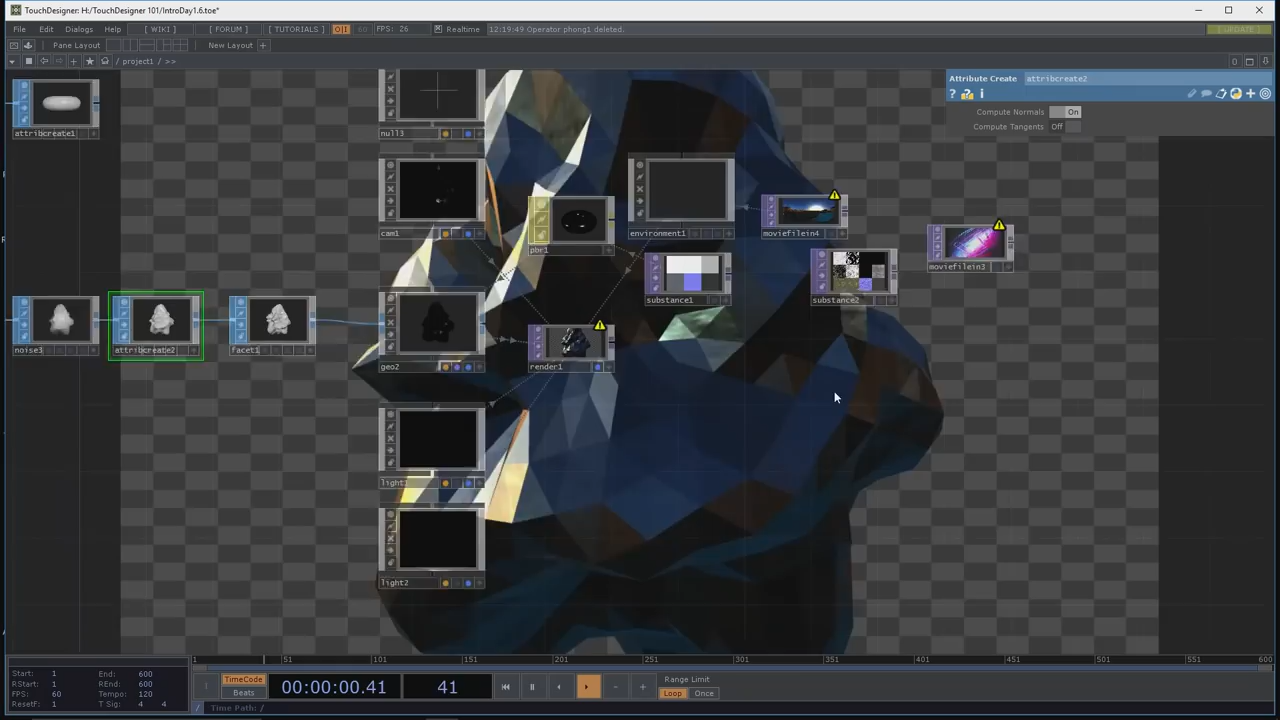 TouchDesigner: H:/TouchDesigner 101/IntroDay1.6.toe*
File Edit Dialogs Help [ WIKI ] [ FORUM ] [ TUTORIALS ] O|I 60 FPS: 26 Realtime 12:19:49 Operator phong1 deleted. [ UPDATE ]
Pane Layout New Layout +
/ project1 / >> 0
Attribute Create attribcreate2
? ? i
Compute Normals On
Compute Tangents Off
attribcreate1
null3
cam1
pbr1
environment1
moviefilein4
moviefilein3
substance1
substance2
noise3
attribcreate2
facet1
geo2
render1
light1
light2
1 51 101 151 201 251 301 351 401 451 501 551 600
Start: 1 End: 600
RStart: 1 REnd: 600
FPS: 60 Tempo: 120
ResetF: 1 T Sig: 4 4
TimeCode
Beats
00:00:00.41
41
Range Limit
Loop Once
/ Time Path: /